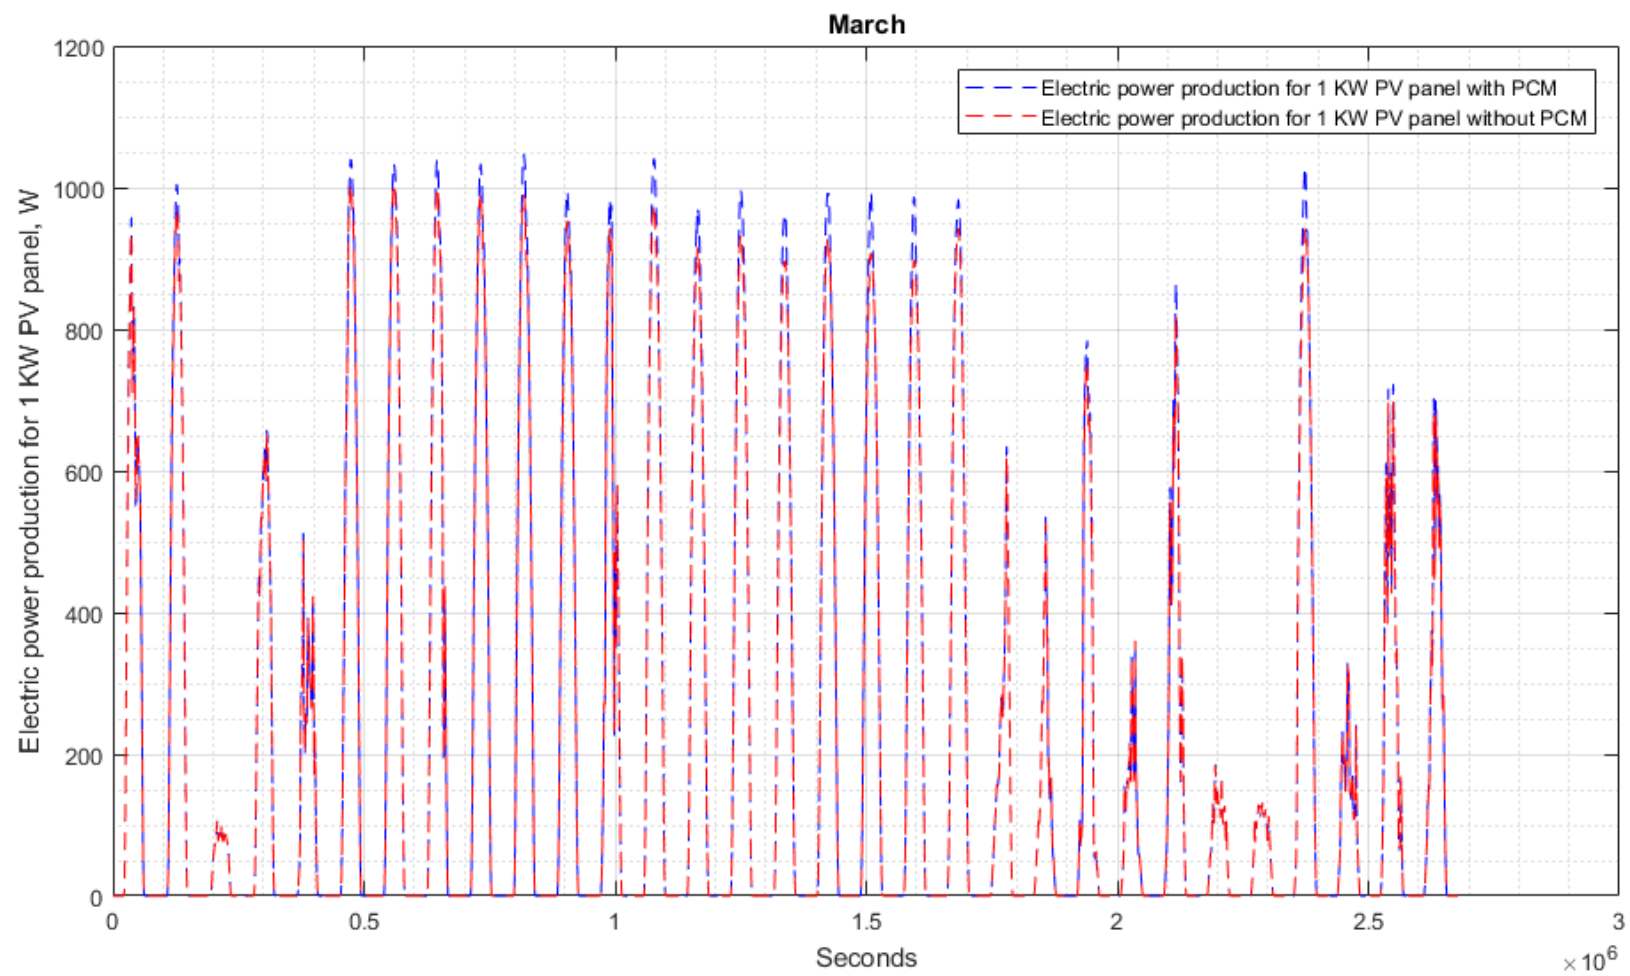 March
1200
1000
800
600
400
200
0
Electric power production for 1 KW PV panel, W
Electric power production for 1 KW PV panel with PCM
Electric power production for 1 KW PV panel without PCM
0 0.5 1 1.5 2 2.5 3
Seconds
×10⁶